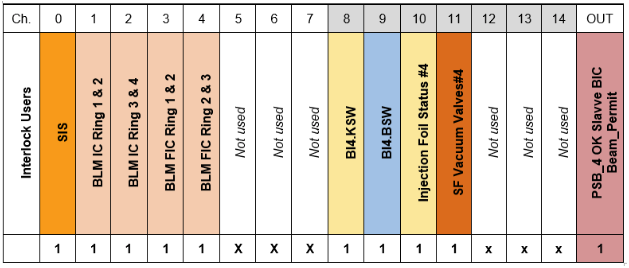 Ch. 0 1 2 3 4 5 6 7 8 9 10 11 12 13 14 OUT
Interlock Users
SIS
BLM IC Ring 1 & 2
BLM IC Ring 3 & 4
BLM FIC Ring 1 & 2
BLM FIC Ring 2 & 3
Not used
Not used
Not used
BI4.KSW
BI4.BSW
Injection Foil Status #4
SF Vacuum Valves#4
Not used
Not used
Not used
PSB_4 OK Slavve BIC
Beam_Permit
1 1 1 1 1 X X X 1 1 1 1 x x x 1